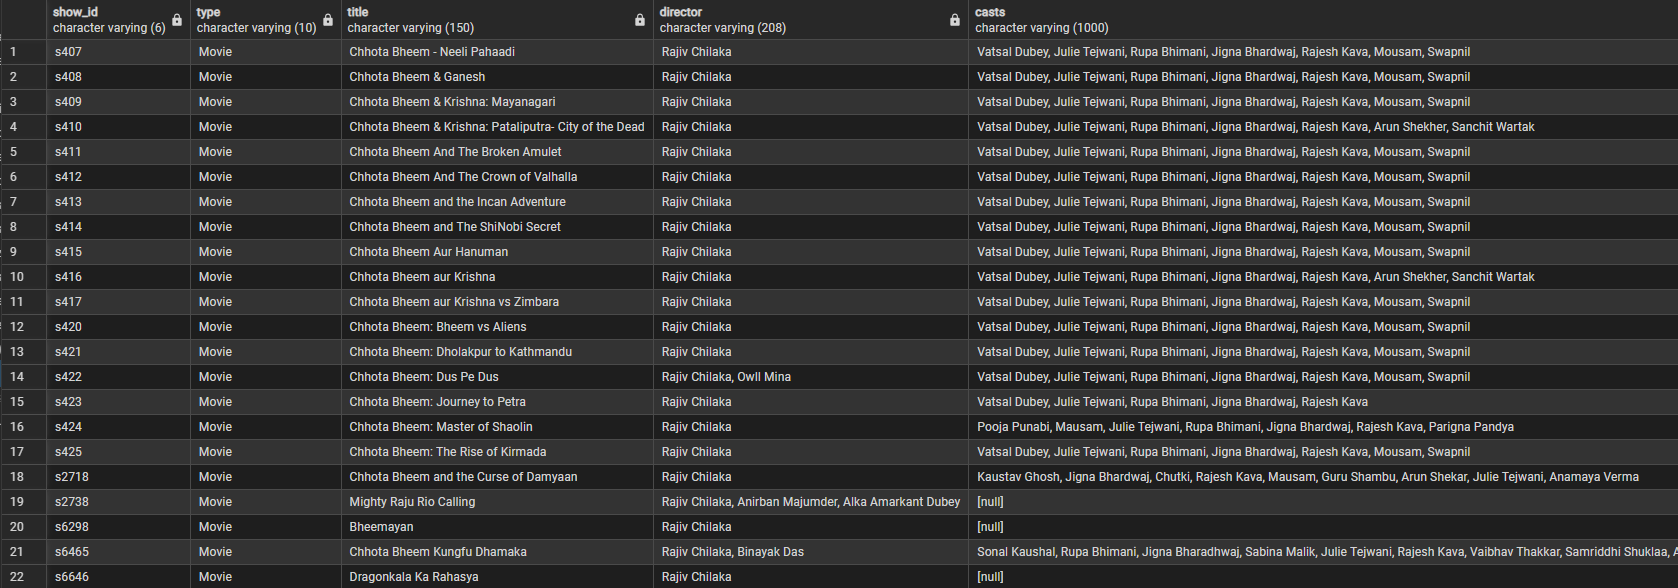 show_id type title director casts
character varying (6) character varying (10) character varying (150) character varying (208) character varying (1000)
1 s407 Movie Chhota Bheem - Neeli Pahaadi Rajiv Chilaka Vatsal Dubey, Julie Tejwani, Rupa Bhimani, Jigna Bhardwaj, Rajesh Kava, Mousam, Swapnil
2 s408 Movie Chhota Bheem & Ganesh Rajiv Chilaka Vatsal Dubey, Julie Tejwani, Rupa Bhimani, Jigna Bhardwaj, Rajesh Kava, Mousam, Swapnil
3 s409 Movie Chhota Bheem & Krishna: Mayanagari Rajiv Chilaka Vatsal Dubey, Julie Tejwani, Rupa Bhimani, Jigna Bhardwaj, Rajesh Kava, Mousam, Swapnil
4 s410 Movie Chhota Bheem & Krishna: Pataliputra- City of the Dead Rajiv Chilaka Vatsal Dubey, Julie Tejwani, Rupa Bhimani, Jigna Bhardwaj, Rajesh Kava, Arun Shekher, Sanchit Wartak
5 s411 Movie Chhota Bheem And The Broken Amulet Rajiv Chilaka Vatsal Dubey, Julie Tejwani, Rupa Bhimani, Jigna Bhardwaj, Rajesh Kava, Mousam, Swapnil
6 s412 Movie Chhota Bheem And The Crown of Valhalla Rajiv Chilaka Vatsal Dubey, Julie Tejwani, Rupa Bhimani, Jigna Bhardwaj, Rajesh Kava, Mousam, Swapnil
7 s413 Movie Chhota Bheem and the Incan Adventure Rajiv Chilaka Vatsal Dubey, Julie Tejwani, Rupa Bhimani, Jigna Bhardwaj, Rajesh Kava, Mousam, Swapnil
8 s414 Movie Chhota Bheem and The ShiNobi Secret Rajiv Chilaka Vatsal Dubey, Julie Tejwani, Rupa Bhimani, Jigna Bhardwaj, Rajesh Kava, Mousam, Swapnil
9 s415 Movie Chhota Bheem Aur Hanuman Rajiv Chilaka Vatsal Dubey, Julie Tejwani, Rupa Bhimani, Jigna Bhardwaj, Rajesh Kava, Mousam, Swapnil
10 s416 Movie Chhota Bheem aur Krishna Rajiv Chilaka Vatsal Dubey, Julie Tejwani, Rupa Bhimani, Jigna Bhardwaj, Rajesh Kava, Arun Shekher, Sanchit Wartak
11 s417 Movie Chhota Bheem aur Krishna vs Zimbara Rajiv Chilaka Vatsal Dubey, Julie Tejwani, Rupa Bhimani, Jigna Bhardwaj, Rajesh Kava, Mousam, Swapnil
12 s420 Movie Chhota Bheem: Bheem vs Aliens Rajiv Chilaka Vatsal Dubey, Julie Tejwani, Rupa Bhimani, Jigna Bhardwaj, Rajesh Kava, Mousam, Swapnil
13 s421 Movie Chhota Bheem: Dholakpur to Kathmandu Rajiv Chilaka Vatsal Dubey, Julie Tejwani, Rupa Bhimani, Jigna Bhardwaj, Rajesh Kava, Mousam, Swapnil
14 s422 Movie Chhota Bheem: Dus Pe Dus Rajiv Chilaka, Owll Mina Vatsal Dubey, Julie Tejwani, Rupa Bhimani, Jigna Bhardwaj, Rajesh Kava, Mousam, Swapnil
15 s423 Movie Chhota Bheem: Journey to Petra Rajiv Chilaka Vatsal Dubey, Julie Tejwani, Rupa Bhimani, Jigna Bhardwaj, Rajesh Kava
16 s424 Movie Chhota Bheem: Master of Shaolin Rajiv Chilaka Pooja Punabi, Mausam, Julie Tejwani, Rupa Bhimani, Jigna Bhardwaj, Rajesh Kava, Parigna Pandya
17 s425 Movie Chhota Bheem: The Rise of Kirmada Rajiv Chilaka Vatsal Dubey, Julie Tejwani, Rupa Bhimani, Jigna Bhardwaj, Rajesh Kava, Mousam, Swapnil
18 s2718 Movie Chhota Bheem and the Curse of Damyaan Rajiv Chilaka Kaustav Ghosh, Jigna Bhardwaj, Chutki, Rajesh Kava, Mausam, Guru Shambu, Arun Shekar, Julie Tejwani, Anamaya Verma
19 s2738 Movie Mighty Raju Rio Calling Rajiv Chilaka, Anirban Majumder, Alka Amarkant Dubey [null]
20 s6298 Movie Bheemayan Rajiv Chilaka [null]
21 s6465 Movie Chhota Bheem Kungfu Dhamaka Rajiv Chilaka, Binayak Das Sonal Kaushal, Rupa Bhimani, Jigna Bharadhwaj, Sabina Malik, Julie Tejwani, Rajesh Kava, Vaibhav Thakkar, Samriddhi Shuklaa,
22 s6646 Movie Dragonkala Ka Rahasya Rajiv Chilaka [null]